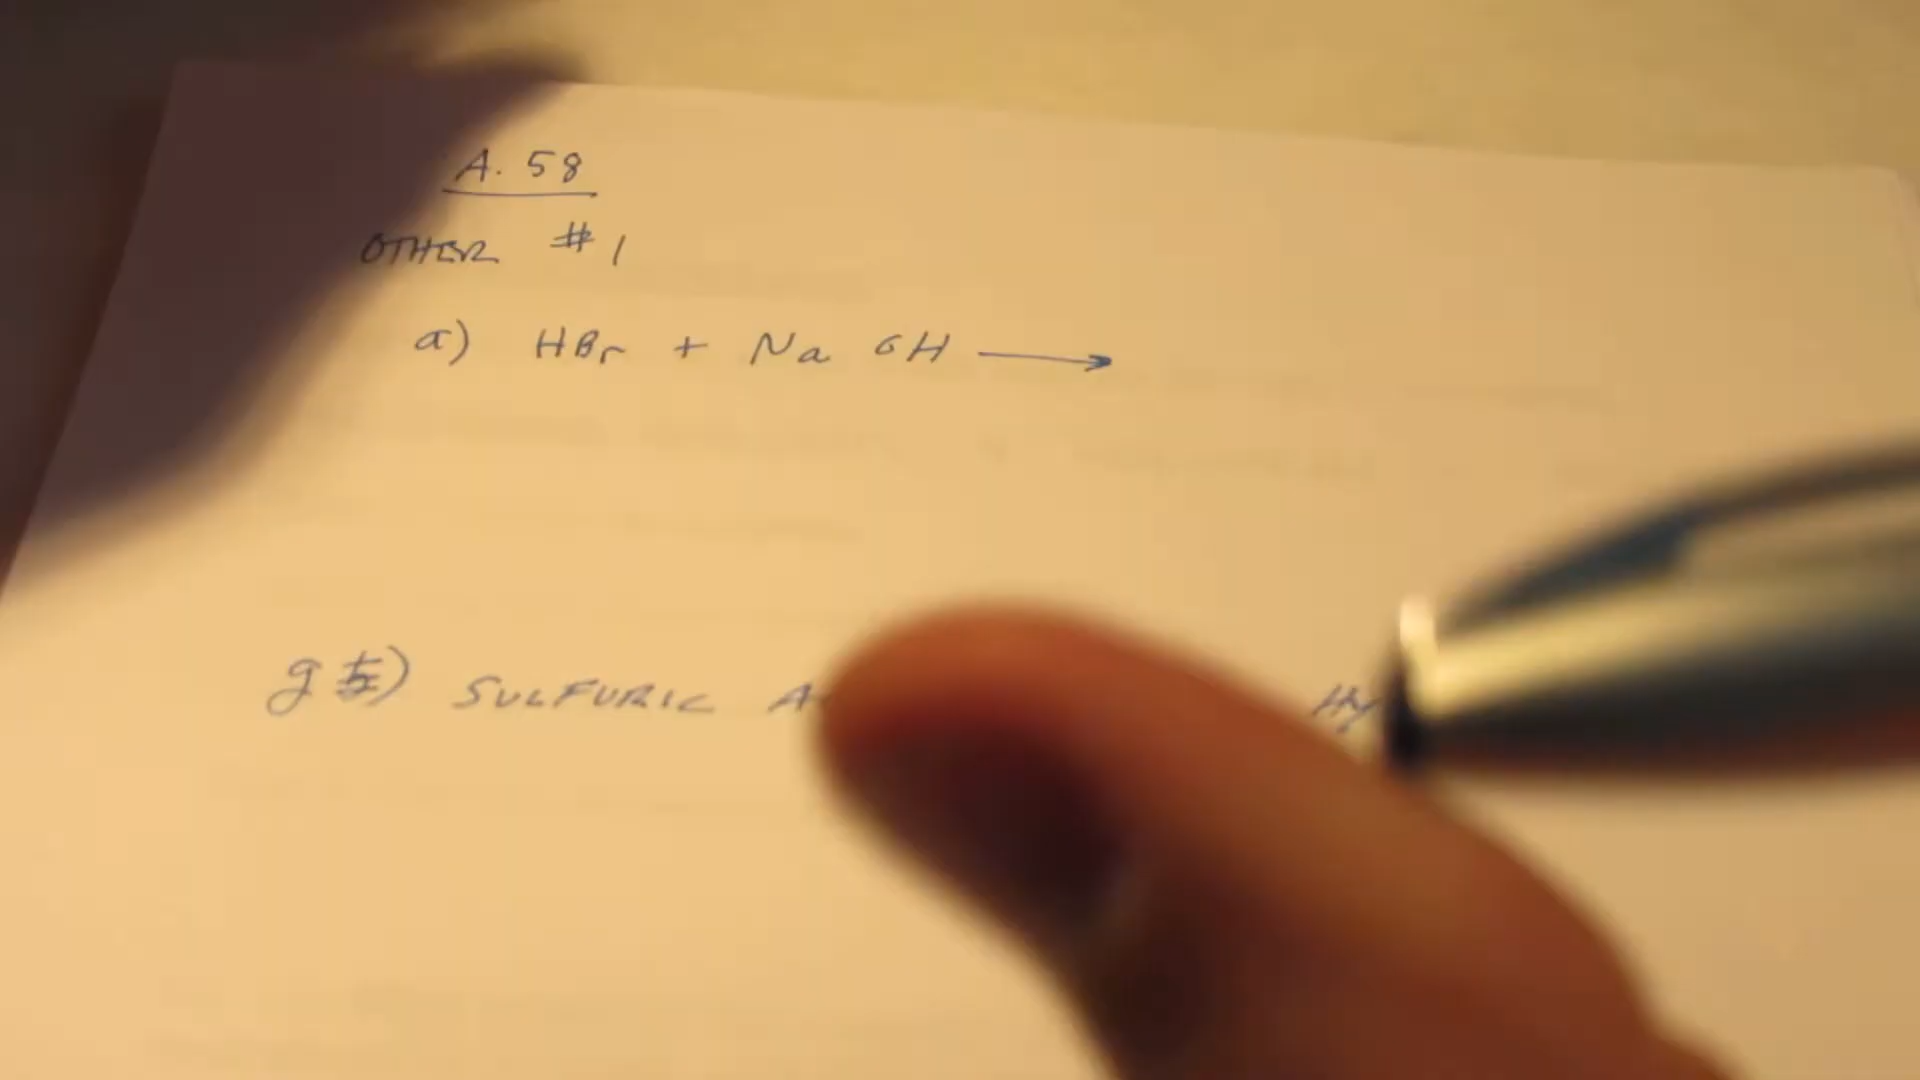 A. 58
OTHER # 1
a) HBr + Na OH →
g) SULFURIC